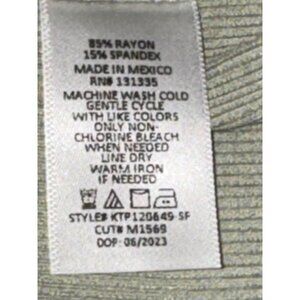 85% RAYON
15% SPANDEX
MADE IN MEXICO
RN# 131335
MACHINE WASH COLD
GENTLE CYCLE
WITH LIKE COLORS
ONLY NON-
CHLORINE BLEACH
WHEN NEEDED
LINE DRY
WARM IRON
IF NEEDED
STYLE# KTP120649-SF
CUT# M1569
DOP: 06/2023